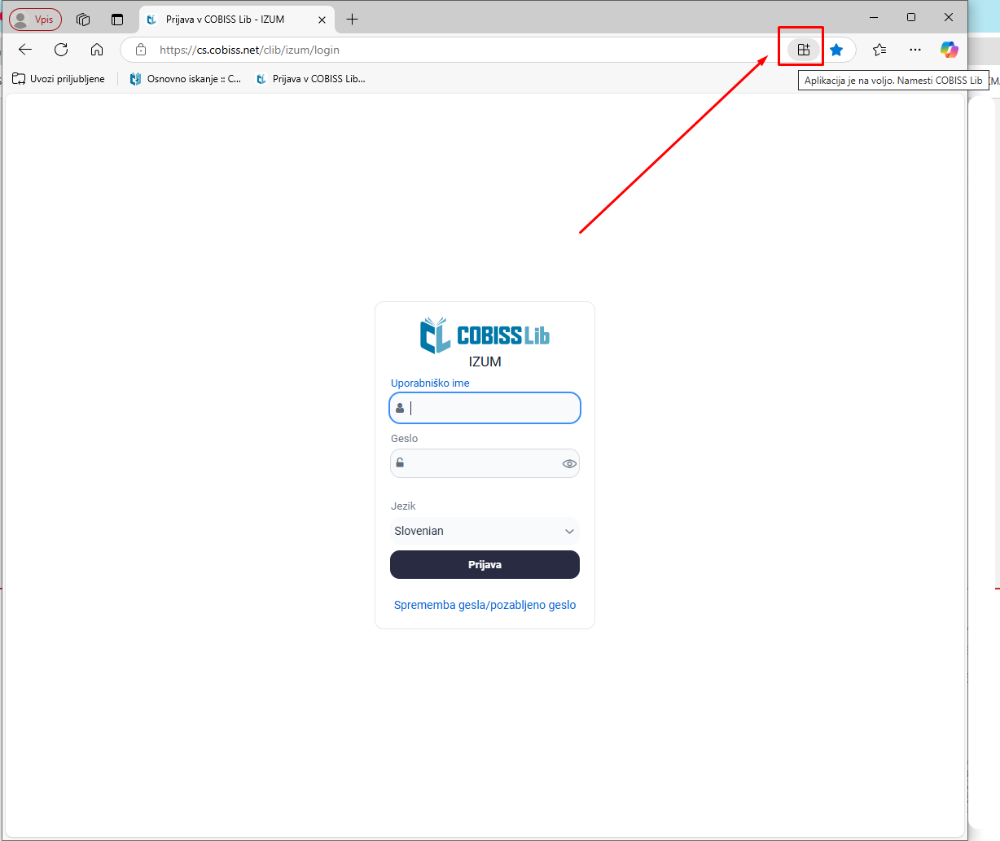 Vpis
Prijava v COBISS Lib - IZUM
https://cs.cobiss.net/clib/izum/login
Uvozi priljubljene
Osnovno iskanje :: C...
Prijava v COBISS Lib...
Aplikacija je na voljo. Namesti COBISS Lib
CL COBISS Lib
IZUM
Uporabniško ime
Geslo
Jezik
Slovenian
Prijava
Sprememba gesla/pozabljeno geslo